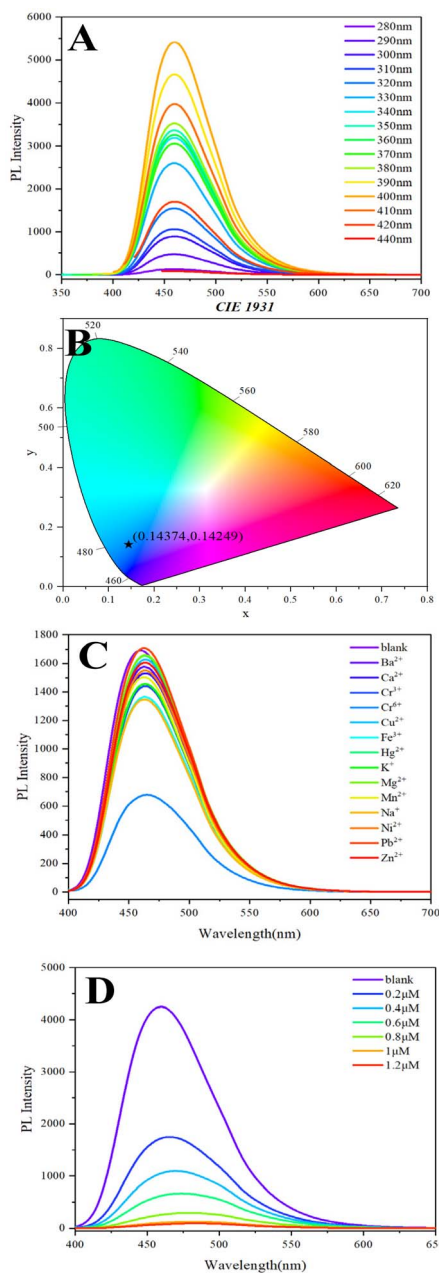 A
6000
5000
4000
3000
2000
1000
0
PL Intensity
350 400 450 500 550 600 650 700
280nm
290nm
300nm
310nm
320nm
330nm
340nm
350nm
360nm
370nm
380nm
390nm
400nm
410nm
420nm
440nm
CIE 1931
B
0.8
0.6
0.4
0.2
0.0
y
520
540
560
500
580
600
620
480
(0.14374,0.14249)
460
0.0 0.1 0.2 0.3 0.4 0.5 0.6 0.7 0.8
x
C
1800
1600
1400
1200
1000
800
600
400
200
0
PL Intensity
blank
Ba²⁺
Ca²⁺
Cr³⁺
Cr⁶⁺
Cu²⁺
Fe³⁺
Hg²⁺
K⁺
Mg²⁺
Mn²⁺
Na⁺
Ni²⁺
Pb²⁺
Zn²⁺
400 450 500 550 600 650 700
Wavelength(nm)
D
5000
4000
3000
2000
1000
0
PL Intensity
blank
0.2μM
0.4μM
0.6μM
0.8μM
1μM
1.2μM
400 450 500 550 600 65
Wavelength(nm)